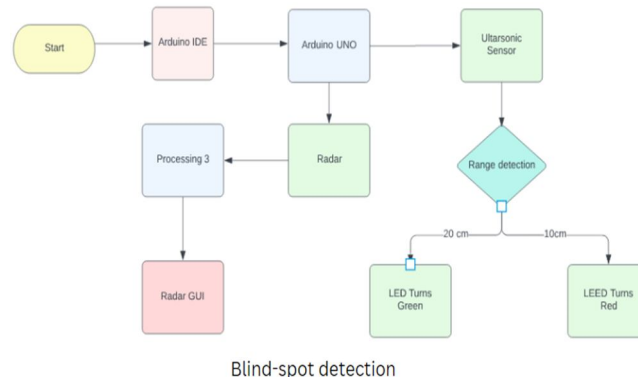 Start
Arduino IDE
Arduino UNO
Ultarsonic
Sensor
Processing 3
Radar
Range detection
20 cm
10cm
Radar GUI
LED Turns
Green
LEED Turns
Red
Blind-spot detection